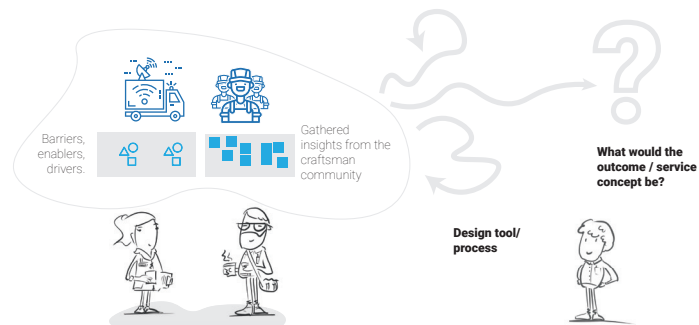 Barriers,
enablers,
drivers.
Gathered
insights from the
craftsman
community
What would the
outcome / service
concept be?
Design tool/
process